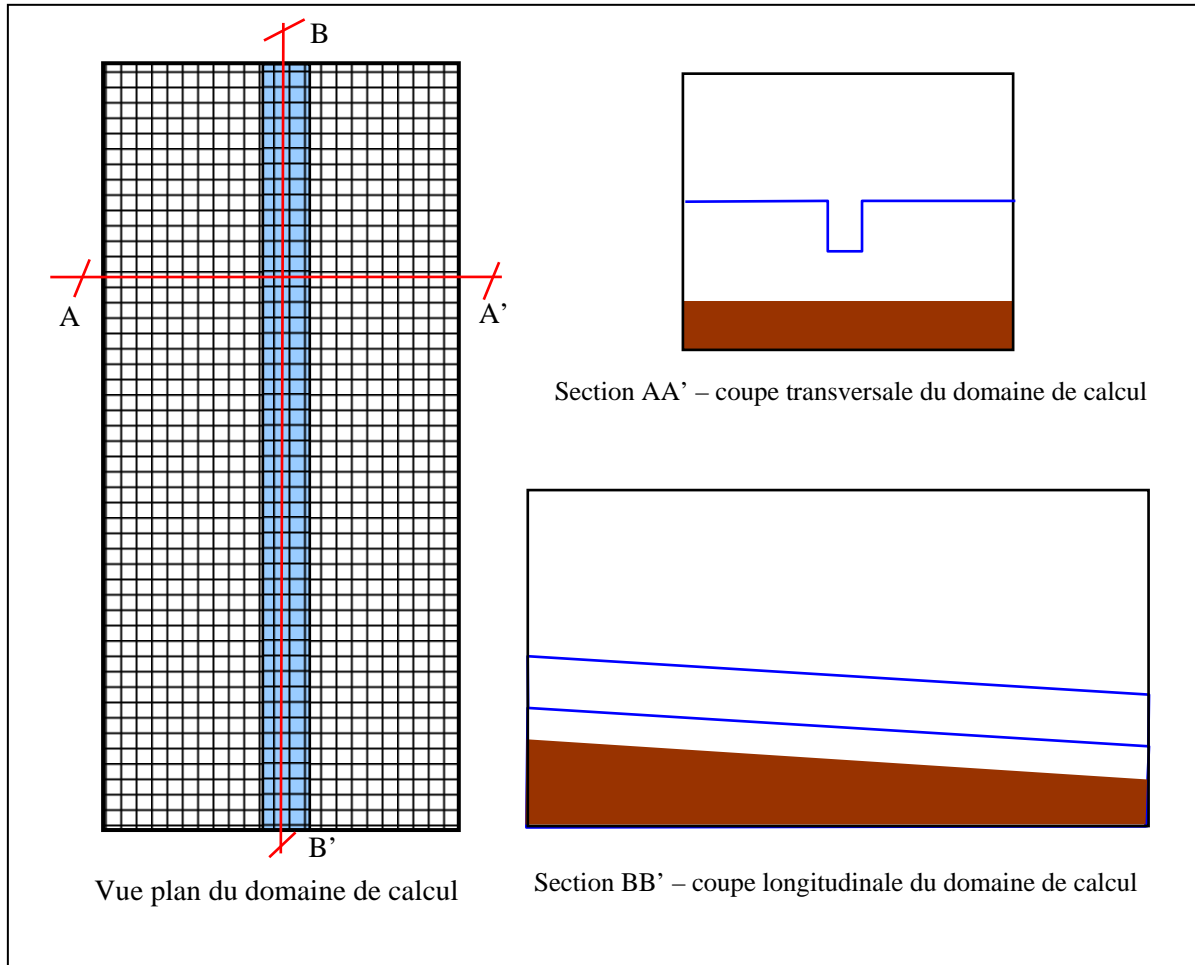 B
A
A’
Section AA’ – coupe transversale du domaine de calcul
B’
Vue plan du domaine de calcul
Section BB’ – coupe longitudinale du domaine de calcul